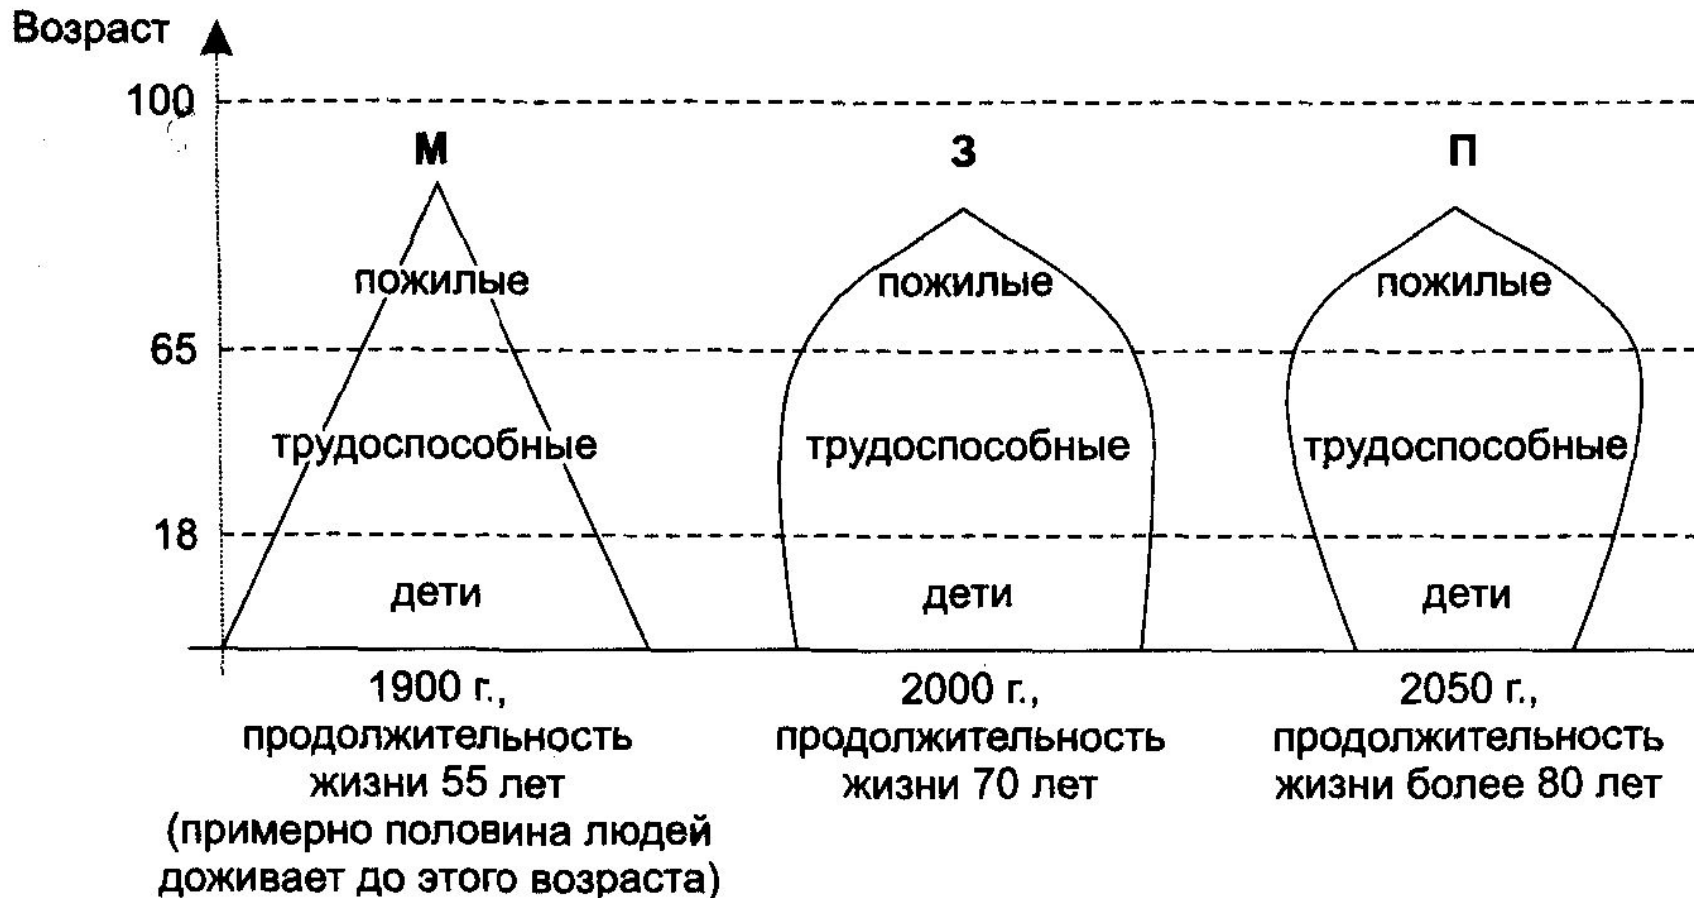 Возраст
100
М
З
П
пожилые
пожилые
пожилые
65
трудоспособные
трудоспособные
трудоспособные
18
дети
дети
дети
1900 г.,
продолжительность
жизни 55 лет
(примерно половина людей
доживает до этого возраста)
2000 г.,
продолжительность
жизни 70 лет
2050 г.,
продолжительность
жизни более 80 лет